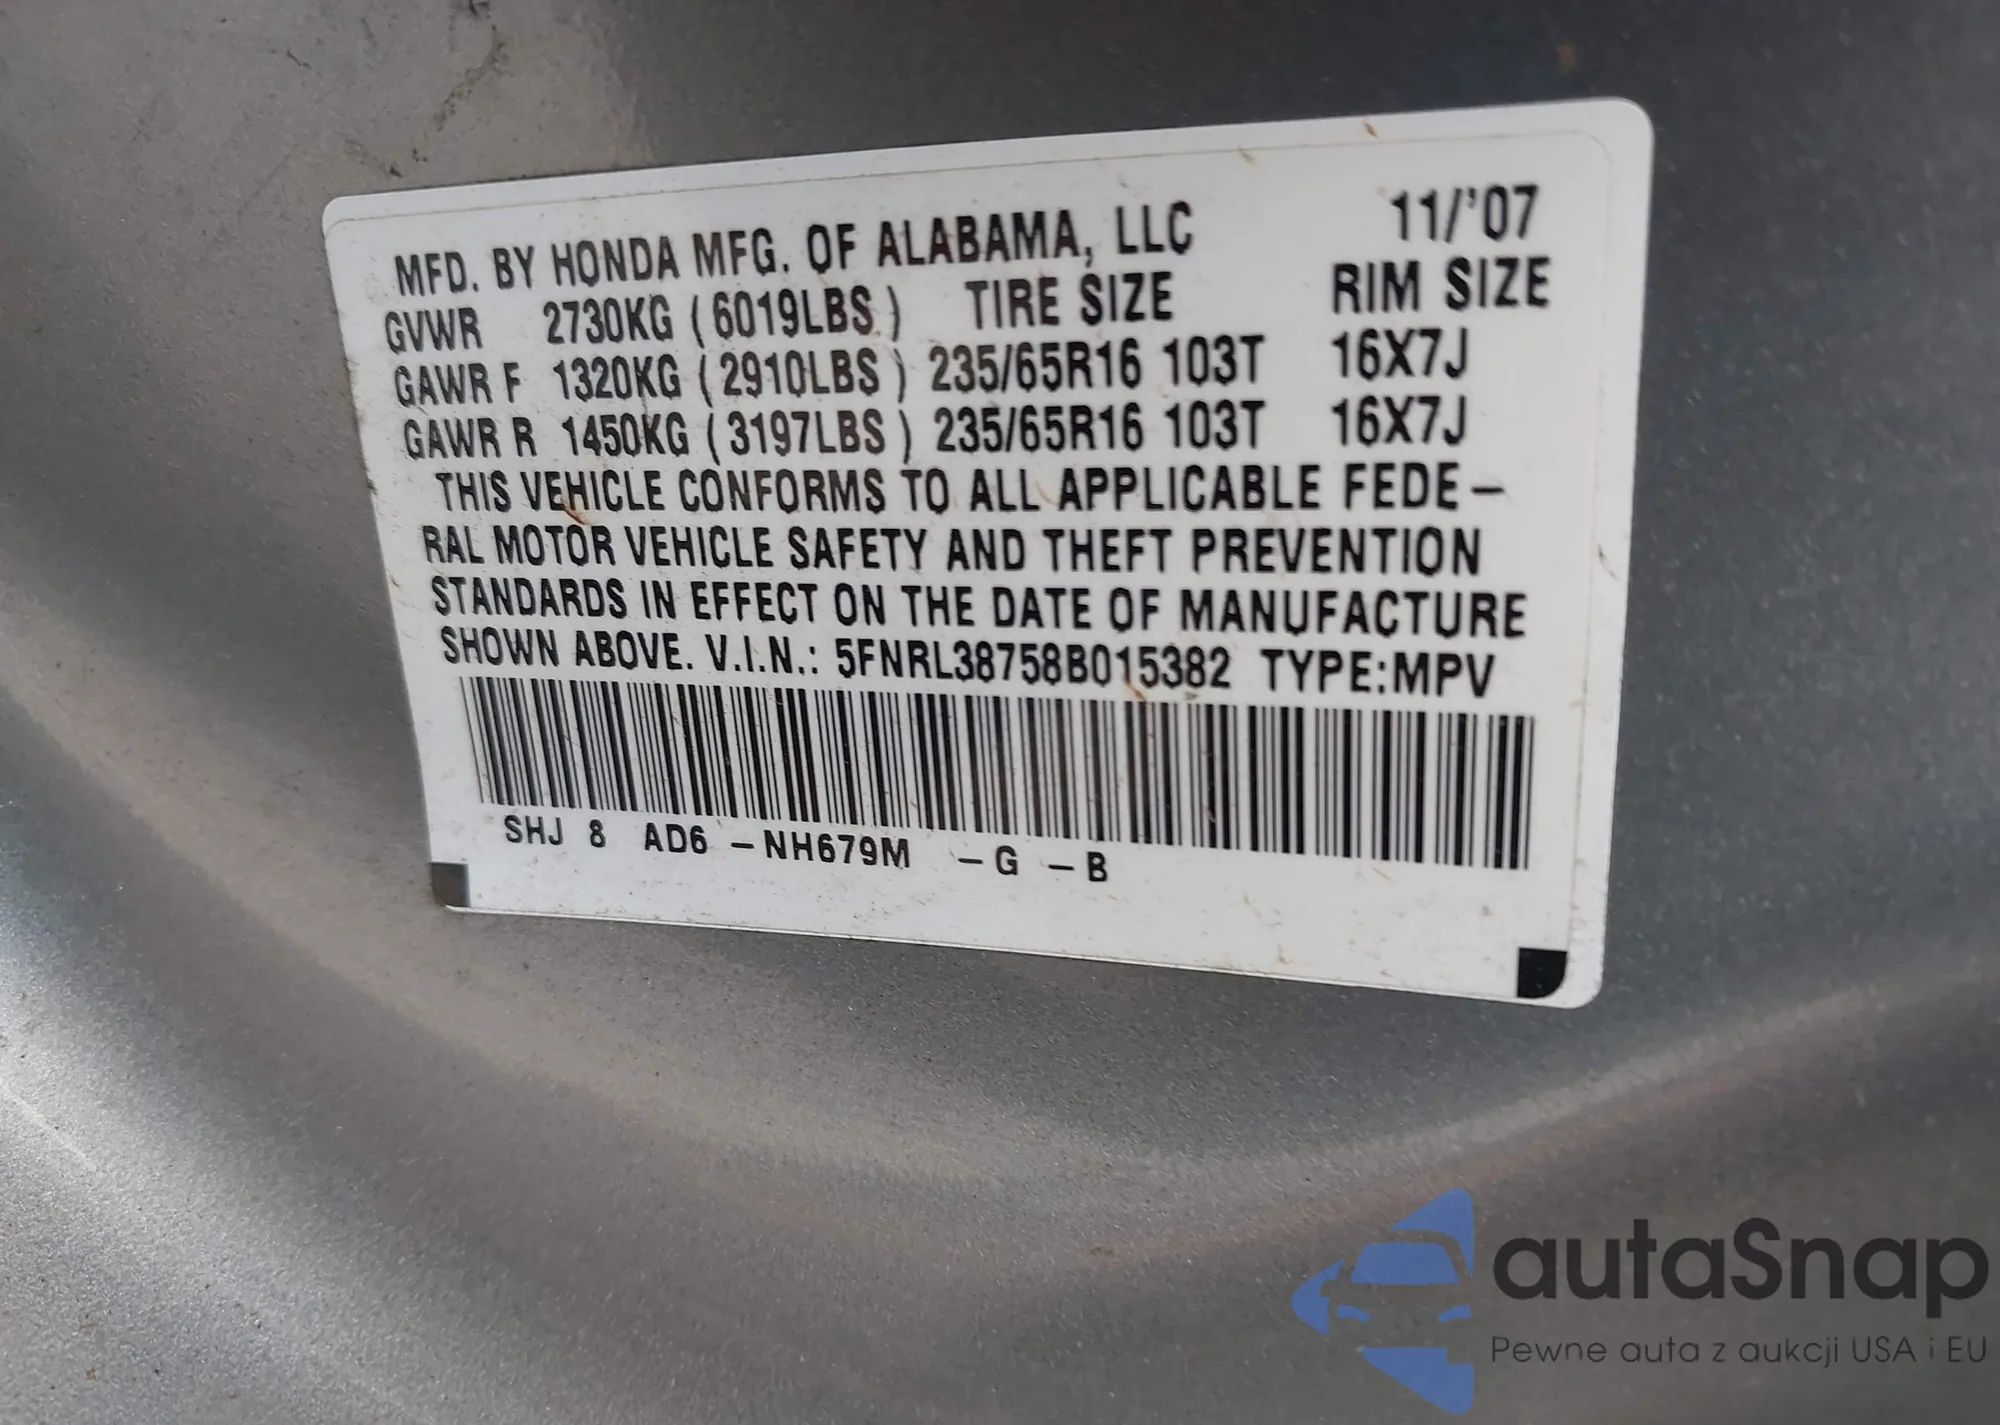 MFD. BY HONDA MFG. OF ALABAMA, LLC 11/'07
GVWR 2730KG ( 6019LBS ) TIRE SIZE RIM SIZE
GAWR F 1320KG ( 2910LBS ) 235/65R16 103T 16X7J
GAWR R 1450KG ( 3197LBS ) 235/65R16 103T 16X7J
THIS VEHICLE CONFORMS TO ALL APPLICABLE FEDE–
RAL MOTOR VEHICLE SAFETY AND THEFT PREVENTION
STANDARDS IN EFFECT ON THE DATE OF MANUFACTURE
SHOWN ABOVE. V.I.N.: 5FNRL38758B015382 TYPE:MPV
SHJ 8 AD6 –NH679M –G –B
autaSnap
Pewne auta z aukcji USA i EU